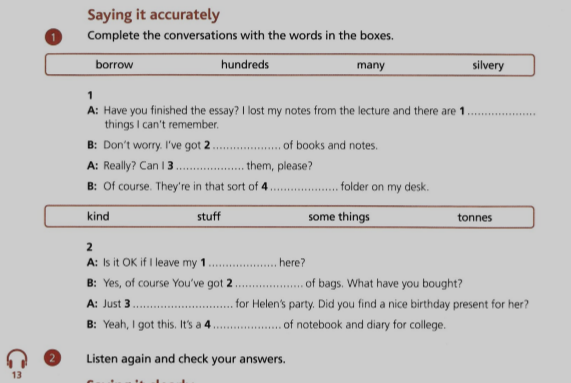 Saying it accurately
1 Complete the conversations with the words in the boxes.
borrow hundreds many silvery
1
A: Have you finished the essay? I lost my notes from the lecture and there are 1 ....................
things I can't remember.
B: Don't worry. I've got 2 .................... of books and notes.
A: Really? Can I 3 .................... them, please?
B: Of course. They're in that sort of 4 .................... folder on my desk.
kind stuff some things tonnes
2
A: Is it OK if I leave my 1 .................... here?
B: Yes, of course You've got 2 .................... of bags. What have you bought?
A: Just 3 ............................. for Helen's party. Did you find a nice birthday present for her?
B: Yeah, I got this. It's a 4 .................... of notebook and diary for college.
2 Listen again and check your answers.
13